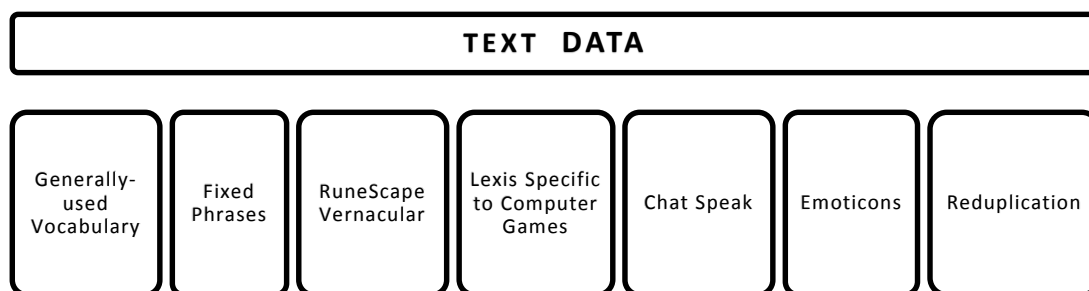 TEXT DATA
Generally-
used
Vocabulary
Fixed
Phrases
RuneScape
Vernacular
Lexis Specific
to Computer
Games
Chat Speak
Emoticons
Reduplication